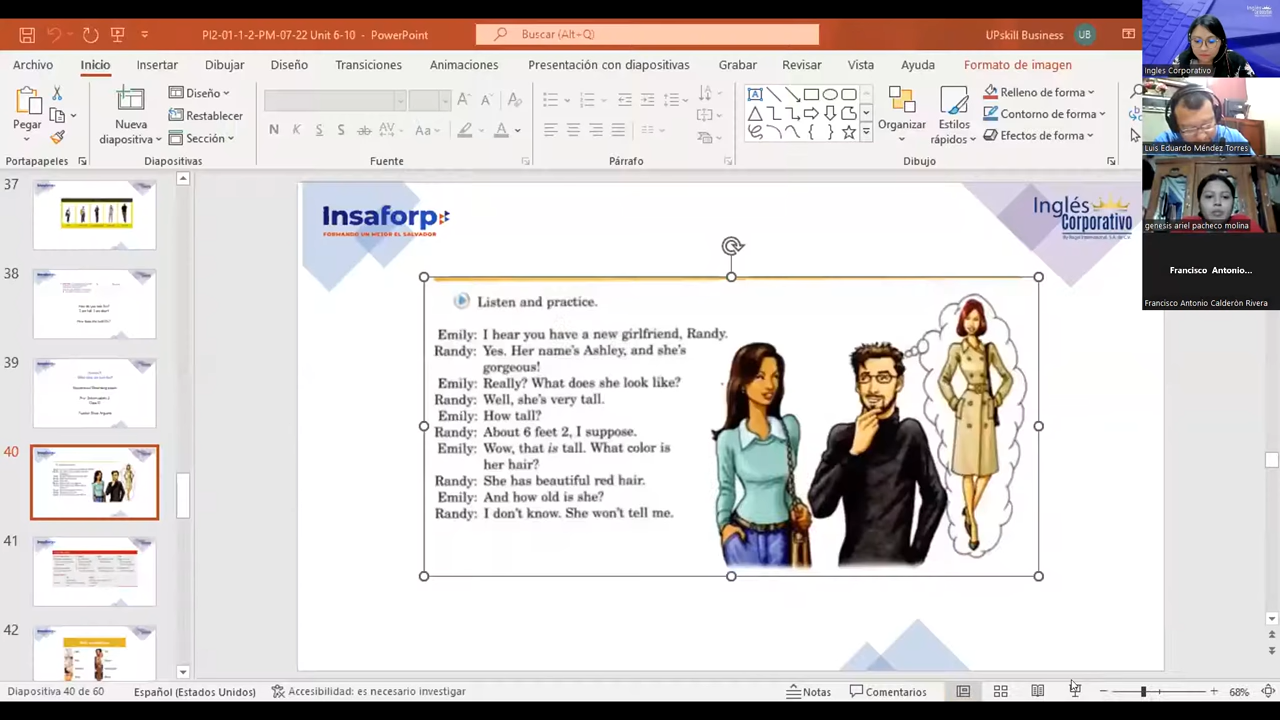 PI2-01-1-2-PM-07-22 Unit 6-10 - PowerPoint
Buscar (Alt+Q)
UPskill Business
UB
Archivo
Inicio
Insertar
Dibujar
Diseño
Transiciones
Animaciones
Presentación con diapositivas
Grabar
Revisar
Vista
Ayuda
Formato de imagen
Pegar
Nueva
diapositiva
Diseño
Restablecer
Sección
Organizar
Estilos
rápidos
Relleno de forma
Contorno de forma
Efectos de forma
Portapapeles
Diapositivas
Fuente
Párrafo
Dibujo
Ingles Corporativo
Luis Eduardo Méndez Torres
genesis ariel pacheco molina
Francisco Antonio...
Francisco Antonio Calderón Rivera
37
38
39
40
41
42
Insaforp
FORMANDO UN MEJOR EL SALVADOR
Inglés
Corporativo
Listen and practice.
Emily: I hear you have a new girlfriend, Randy.
Randy: Yes. Her name's Ashley, and she's
gorgeous!
Emily: Really? What does she look like?
Randy: Well, she's very tall.
Emily: How tall?
Randy: About 6 feet 2, I suppose.
Emily: Wow, that is tall. What color is
her hair?
Randy: She has beautiful red hair.
Emily: And how old is she?
Randy: I don't know. She won't tell me.
Diapositiva 40 de 60
Español (Estados Unidos)
Accesibilidad: es necesario investigar
Notas
Comentarios
68%